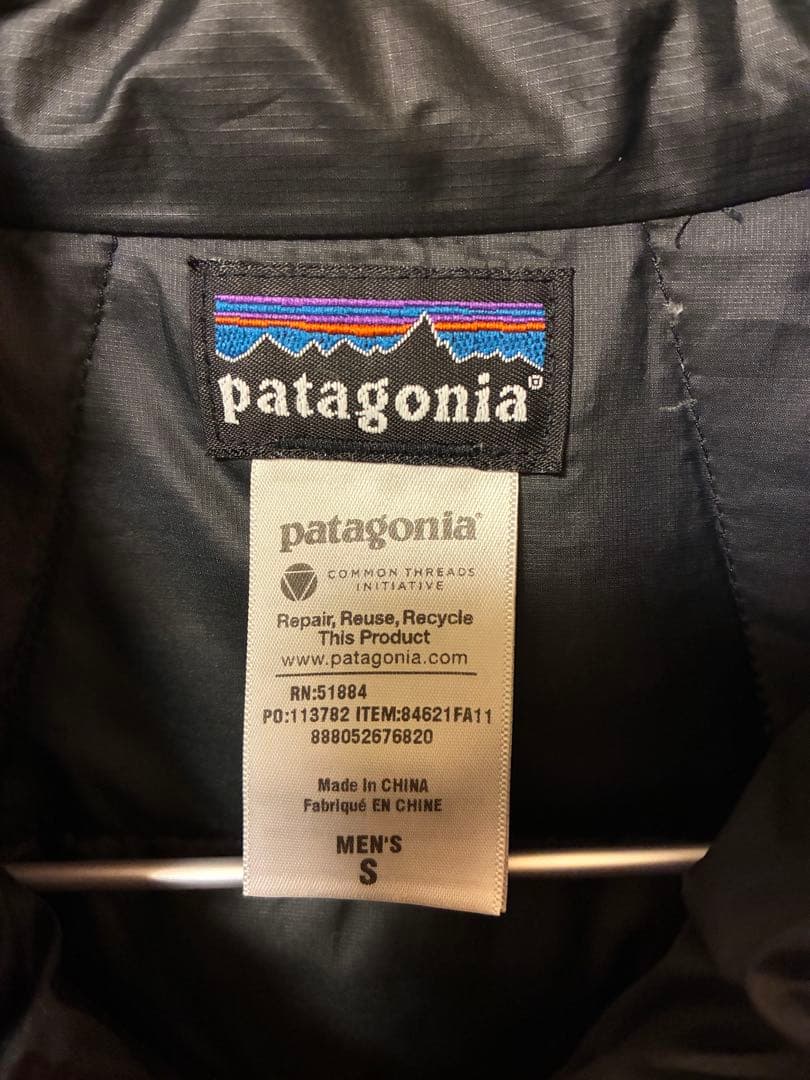 patagonia®
patagonia®
COMMON THREADS
INITIATIVE
Repair, Reuse, Recycle
This Product
www.patagonia.com
RN:51884
PO:113782 ITEM:84621FA11
888052676820
Made In CHINA
Fabriqué EN CHINE
MEN'S
S